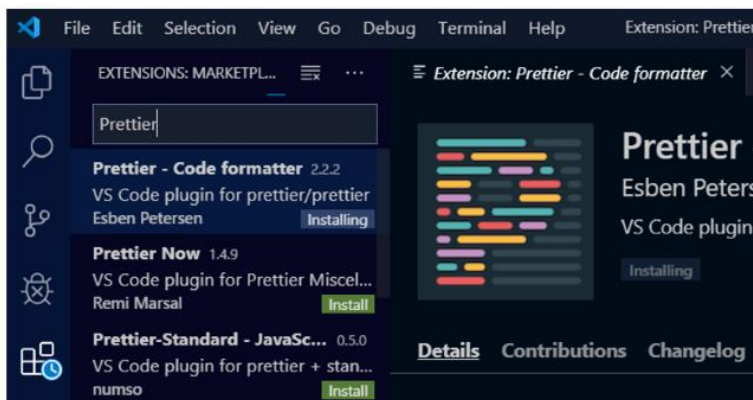 File Edit Selection View Go Debug Terminal Help Extension: Prettier
EXTENSIONS: MARKETPL... ...
Prettier
Prettier - Code formatter 2.2.2
VS Code plugin for prettier/prettier
Esben Petersen Installing
Prettier Now 1.4.9
VS Code plugin for Prettier Miscel...
Remi Marsal Install
Prettier-Standard - JavaSc... 0.5.0
VS Code plugin for prettier + stan...
numso Install
Extension: Prettier - Code formatter
Prettier
Esben Peters
VS Code plugin
Installing
Details Contributions Changelog